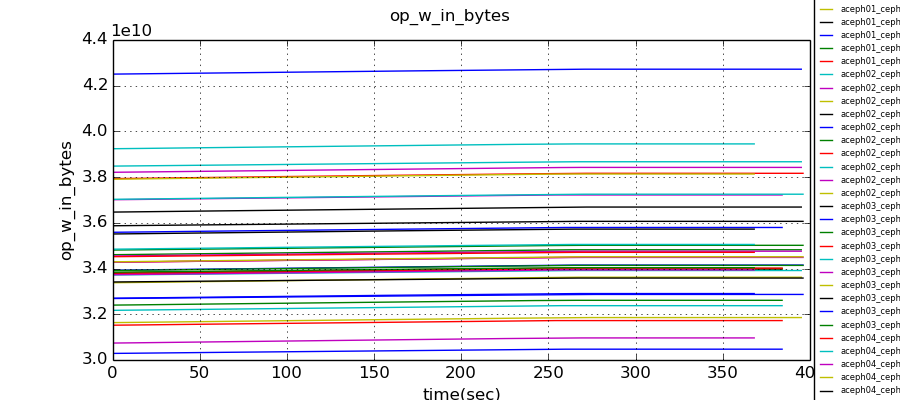 op_w_in_bytes
1e10
4.4
4.2
4.0
3.8
3.6
3.4
3.2
3.0
op_w_in_bytes
0
50
100
150
200
250
300
350
40
time(sec)
aceph01_ceph
aceph01_ceph
aceph01_ceph
aceph01_ceph
aceph01_ceph
aceph02_ceph
aceph02_ceph
aceph02_ceph
aceph02_ceph
aceph02_ceph
aceph02_ceph
aceph02_ceph
aceph02_ceph
aceph02_ceph
aceph02_ceph
aceph03_ceph
aceph03_ceph
aceph03_ceph
aceph03_ceph
aceph03_ceph
aceph03_ceph
aceph03_ceph
aceph03_ceph
aceph03_ceph
aceph03_ceph
aceph04_ceph
aceph04_ceph
aceph04_ceph
aceph04_ceph
aceph04_ceph